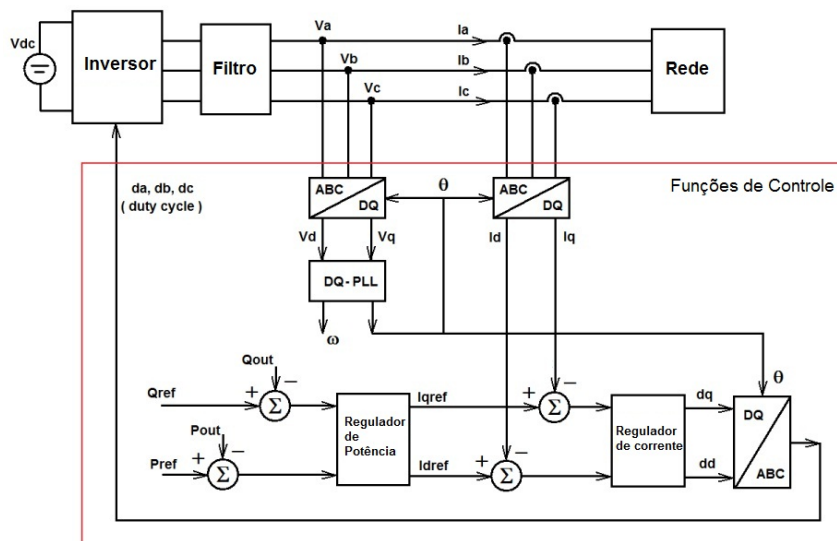 Vdc
Inversor
Filtro
Va
Vb
Vc
Ia
Ib
Ic
Rede
Funções de Controle
da, db, dc
( duty cycle )
ABC
DQ
θ
ABC
DQ
Vd
Vq
Id
Iq
DQ - PLL
ω
Qout
Qref
+
−
Σ
Pout
Pref
+
−
Σ
Regulador
de
Potência
Iqref
Idref
+
−
Σ
+
−
Σ
Regulador
de corrente
dq
dd
θ
DQ
ABC